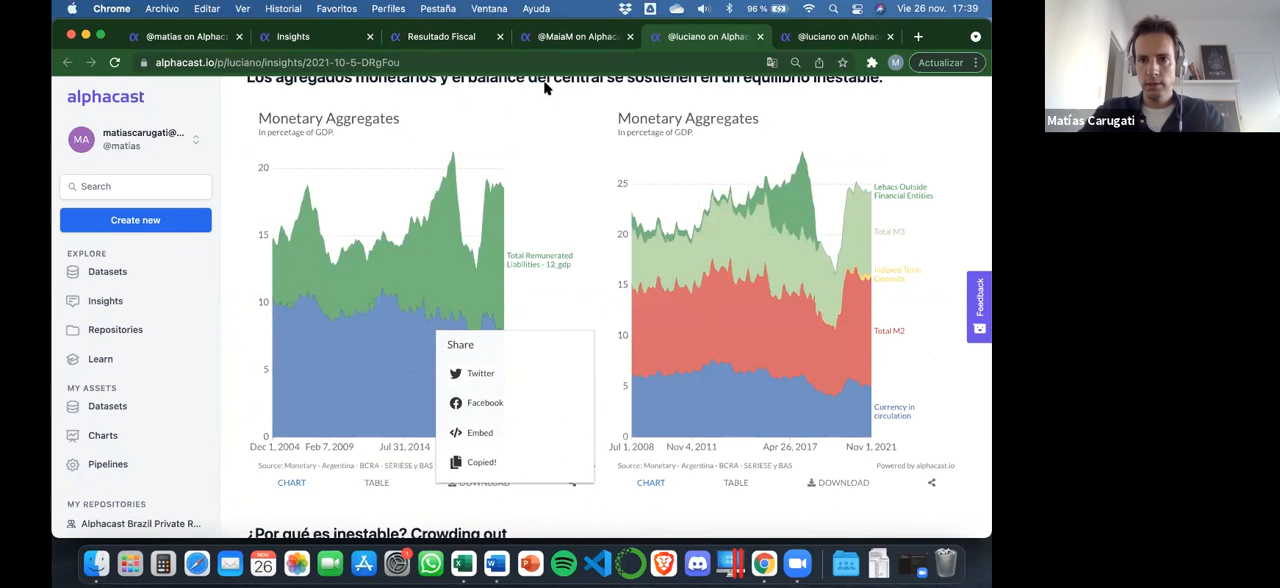 Chrome Archivo Editar Ver Historial Favoritos Perfiles Pestaña Ventana Ayuda 96 % Vie 26 nov. 17:39
@matias on Alphac Insights Resultado Fiscal @MaiaM on Alphac @luciano on Alph @luciano on Alph
alphacast.io/p/luciano/insights/2021-10-5-DRgFou M Actualizar
Matías Carugati
Los agregados monetarios y el balance del central se sostienen en un equilibrio inestable.
alphacast
MA matiascarugati@...
@matias
Search
Create new
EXPLORE
Datasets
Insights
Repositories
Learn
MY ASSETS
Datasets
Charts
Pipelines
MY REPOSITORIES
Alphacast Brazil Private R...
Monetary Aggregates
In percentage of GDP.
20
15
10
5
0
Total Remunerated
Liabilities - 12_gdp
Dec 1, 2004 Feb 7, 2009 Jul 31, 2014
Source: Monetary - Argentina - BCRA - SERIESE y BAS
CHART TABLE DOWNLOAD
Share
Twitter
Facebook
Embed
Copied!
Monetary Aggregates
In percentage of GDP.
25
20
15
10
5
0
Lebacs Outside
Financial Entities
Total M3
Indexed Term
Deposits
Total M2
Currency in
circulation
Jul 1, 2008 Nov 4, 2011 Apr 26, 2017 Nov 1, 2021
Source: Monetary - Argentina - BCRA - SERIESE y BAS Powered by alphacast.io
CHART TABLE DOWNLOAD
Feedback
¿Por qué es inestable? Crowding out
NOV
26
1